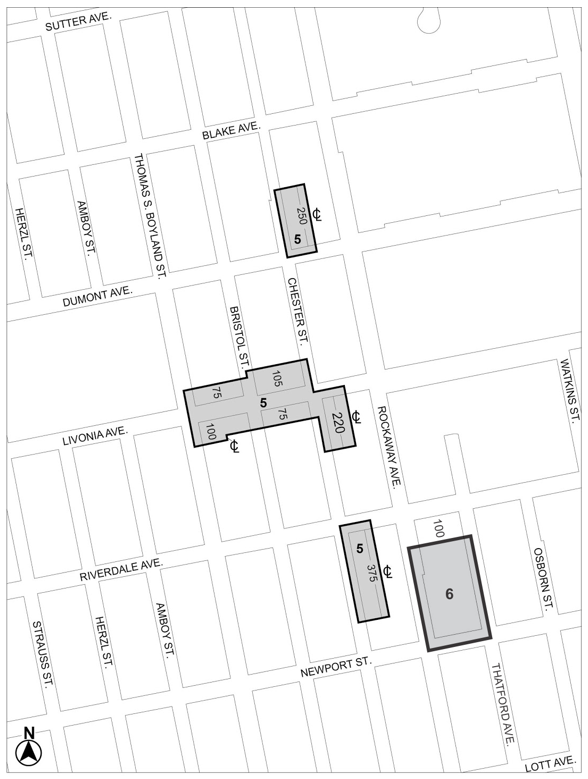 SUTTER AVE.
BLAKE AVE.
THOMAS S. BOYLAND ST.
HERZL ST.
AMBOY ST.
250
℄
5
DUMONT AVE.
BRISTOL ST.
CHESTER ST.
WATKINS ST.
75
105
5
75
100
℄
220
℄
LIVONIA AVE.
ROCKAWAY AVE.
100
5
375
℄
6
OSBORN ST.
RIVERDALE AVE.
STRAUSS ST.
HERZL ST.
AMBOY ST.
NEWPORT ST.
THATFORD AVE.
N
LOTT AVE.